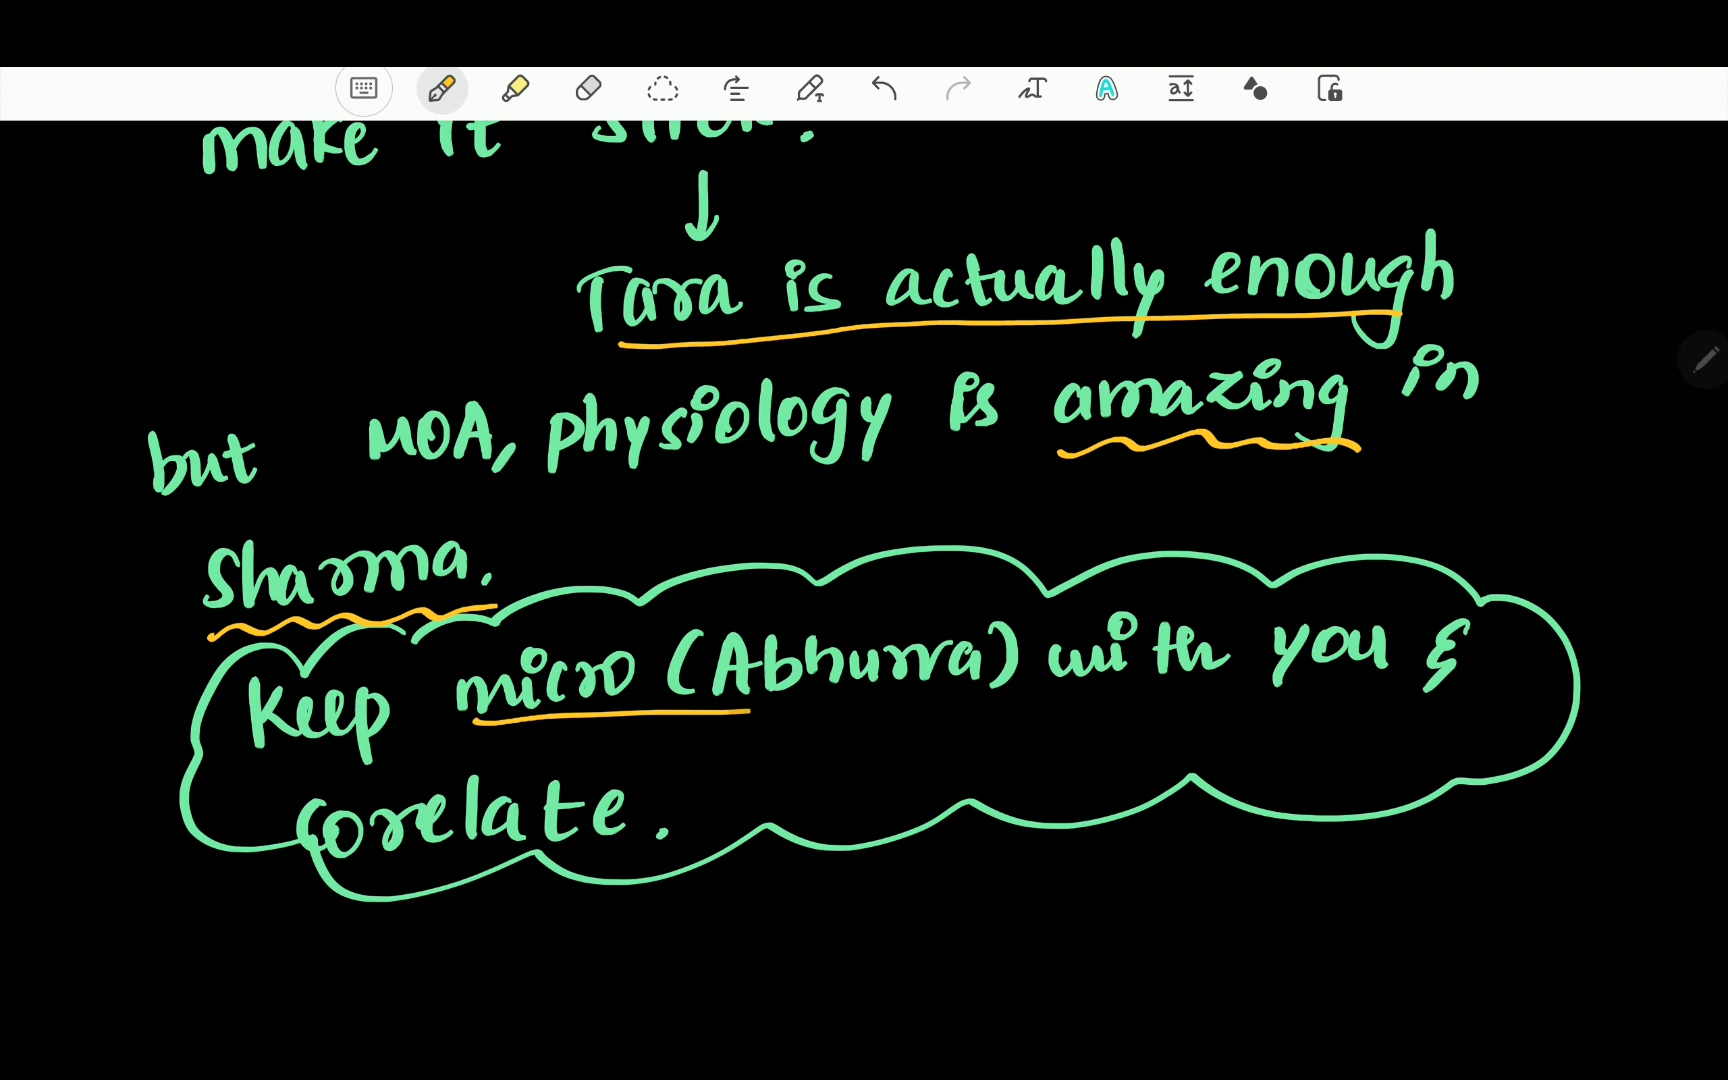 make it stick.
↓
Tara is actually enough
but MOA, physiology is amazing in
Sharma.
Keep micro (Abhurra) with you &
corelate.